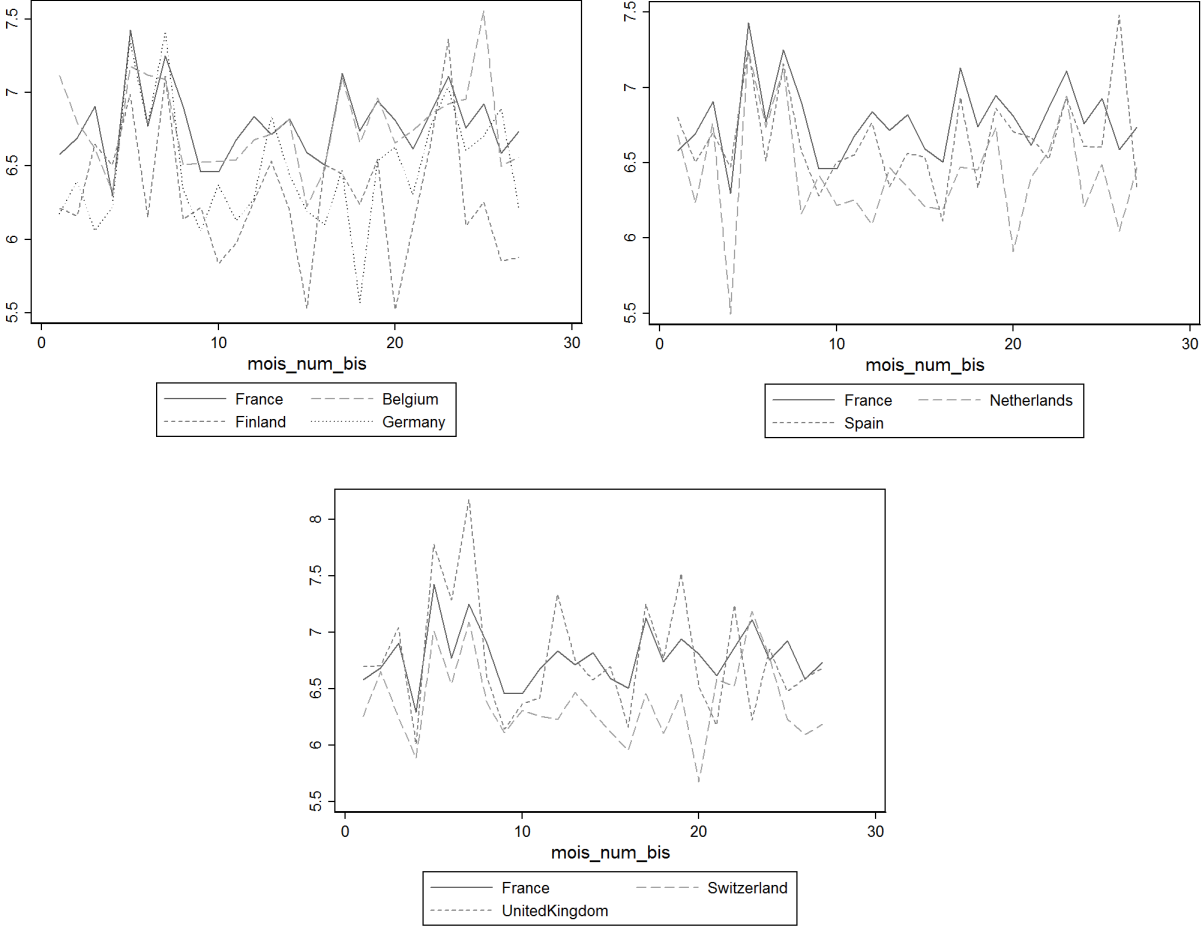 7.5
7
6.5
6
5.5
0 10 20 30
mois_num_bis
France Belgium
Finland Germany
7.5
7
6.5
6
5.5
0 10 20 30
mois_num_bis
France Netherlands
Spain
8
7.5
7
6.5
6
5.5
0 10 20 30
mois_num_bis
France Switzerland
UnitedKingdom